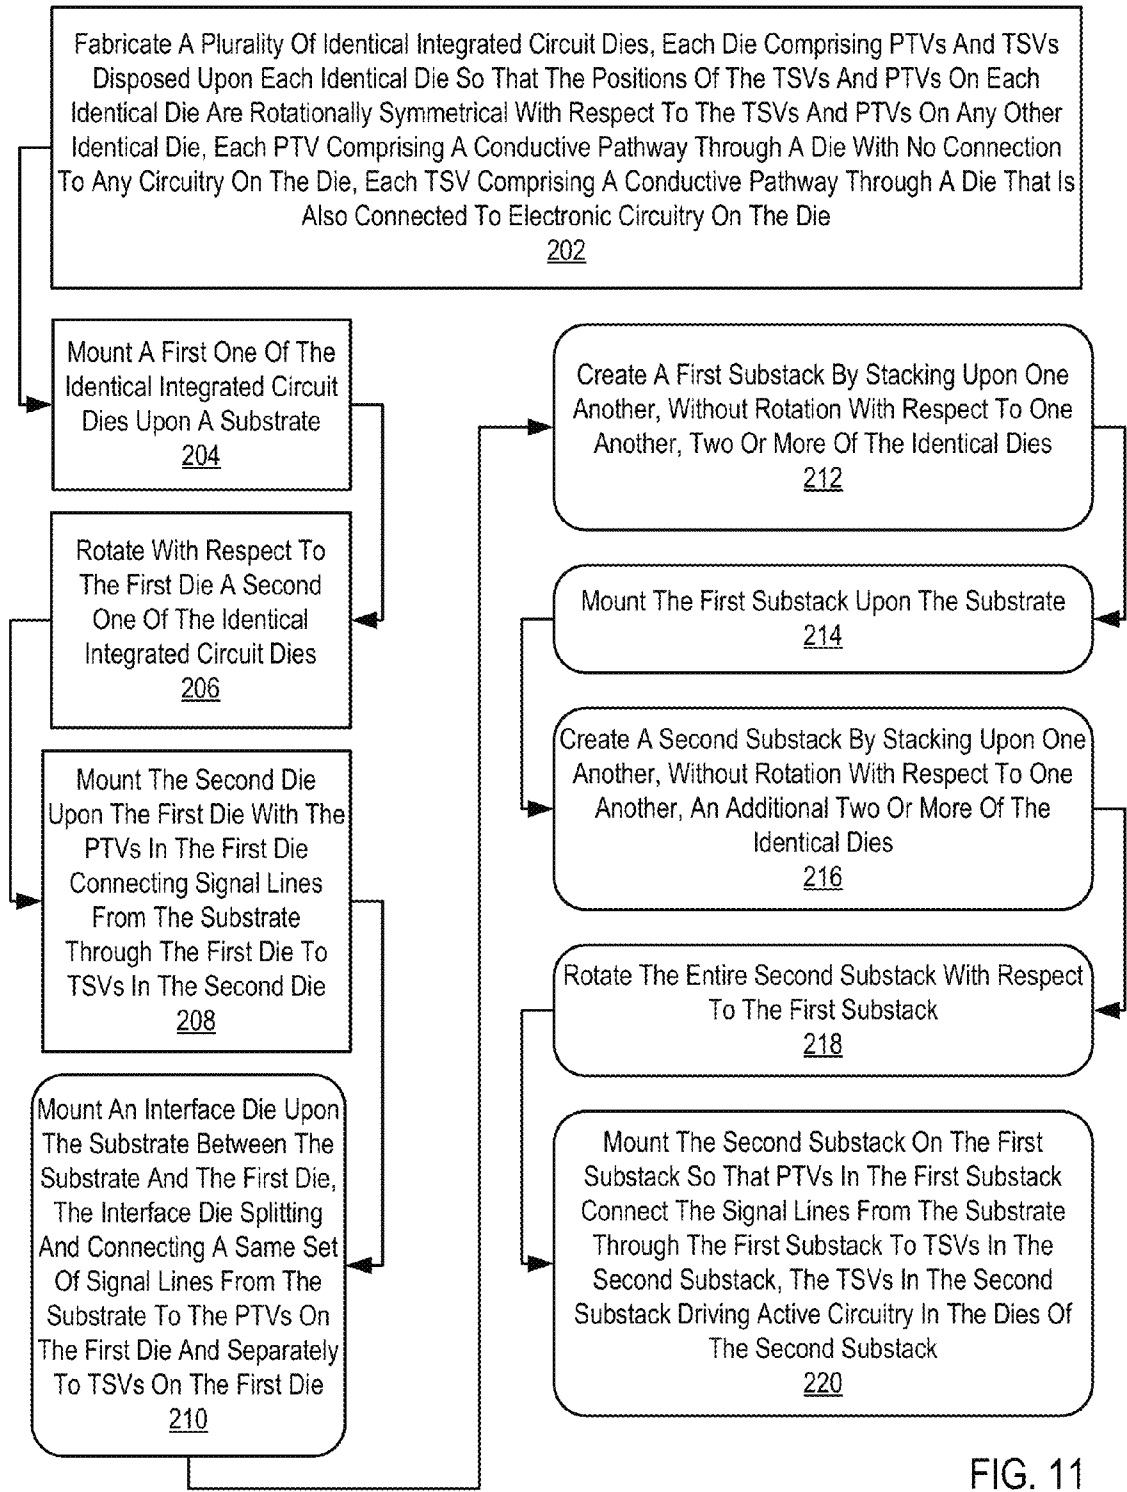 Fabricate A Plurality Of Identical Integrated Circuit Dies, Each Die Comprising PTVs And TSVs
Disposed Upon Each Identical Die So That The Positions Of The TSVs And PTVs On Each
Identical Die Are Rotationally Symmetrical With Respect To The TSVs And PTVs On Any Other
Identical Die, Each PTV Comprising A Conductive Pathway Through A Die With No Connection
To Any Circuitry On The Die, Each TSV Comprising A Conductive Pathway Through A Die That Is
Also Connected To Electronic Circuitry On The Die
202
Mount A First One Of The
Identical Integrated Circuit
Dies Upon A Substrate
204
Rotate With Respect To
The First Die A Second
One Of The Identical
Integrated Circuit Dies
206
Mount The Second Die
Upon The First Die With The
PTVs In The First Die
Connecting Signal Lines
From The Substrate
Through The First Die To
TSVs In The Second Die
208
Mount An Interface Die Upon
The Substrate Between The
Substrate And The First Die,
The Interface Die Splitting
And Connecting A Same Set
Of Signal Lines From The
Substrate To The PTVs On
The First Die And Separately
To TSVs On The First Die
210
Create A First Substack By Stacking Upon One
Another, Without Rotation With Respect To One
Another, Two Or More Of The Identical Dies
212
Mount The First Substack Upon The Substrate
214
Create A Second Substack By Stacking Upon One
Another, Without Rotation With Respect To One
Another, An Additional Two Or More Of The
Identical Dies
216
Rotate The Entire Second Substack With Respect
To The First Substack
218
Mount The Second Substack On The First
Substack So That PTVs In The First Substack
Connect The Signal Lines From The Substrate
Through The First Substack To TSVs In The
Second Substack, The TSVs In The Second
Substack Driving Active Circuitry In The Dies Of
The Second Substack
220
FIG. 11